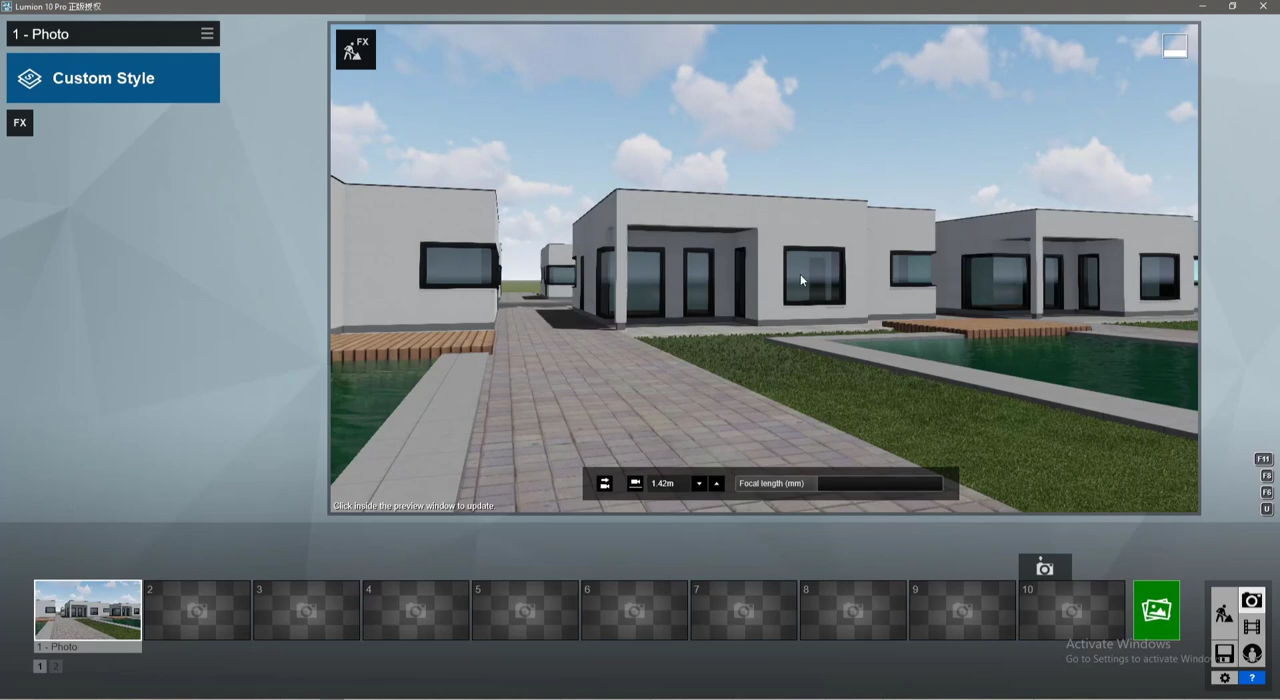 Lumion 10 Pro 正版授权
1 - Photo
Custom Style
FX
FX
1.42m
Focal length (mm)
Click inside the preview window to update
F11
F8
F6
U
2
3
4
5
6
7
8
9
10
1 - Photo
1 2
Activate Windows
Go to Settings to activate Windo
?